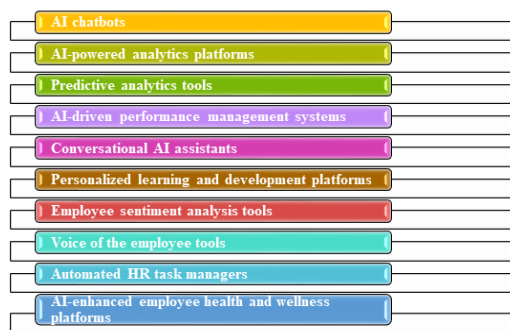 AI chatbots
AI-powered analytics platforms
Predictive analytics tools
AI-driven performance management systems
Conversational AI assistants
Personalized learning and development platforms
Employee sentiment analysis tools
Voice of the employee tools
Automated HR task managers
AI-enhanced employee health and wellness
platforms